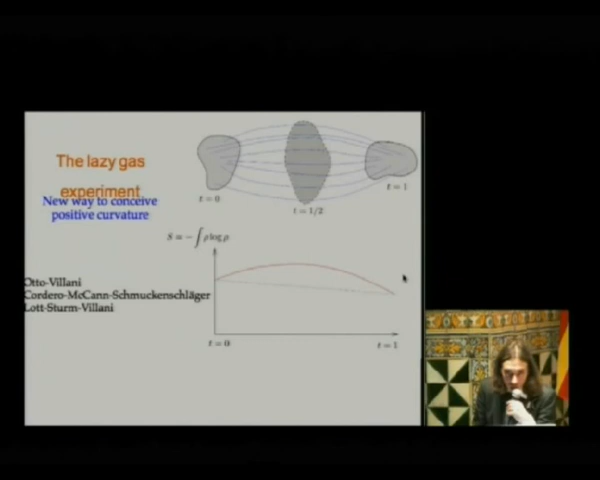 The lazy gas
experiment
New way to conceive
positive curvature
t = 0
t = 1/2
t = 1
S = − ∫ ρ log ρ
Otto-Villani
Cordero-McCann-Schmuckenschläger
Lott-Sturm-Villani
t = 0
t = 1